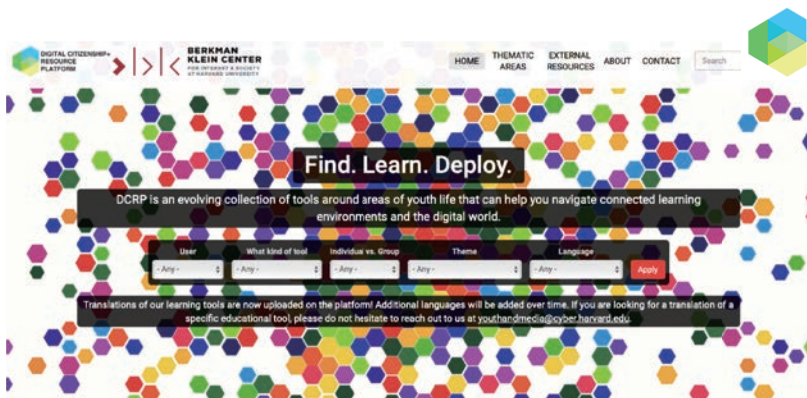 DIGITAL CITIZENSHIP+
RESOURCE
PLATFORM
BERKMAN
KLEIN CENTER
FOR INTERNET & SOCIETY
AT HARVARD UNIVERSITY
HOME
THEMATIC
AREAS
EXTERNAL
RESOURCES
ABOUT
CONTACT
Search
Find. Learn. Deploy.
DCRP is an evolving collection of tools around areas of youth life that can help you navigate connected learning
environments and the digital world.
User
What kind of tool
Individua vs. Group
Theme
Language
- Any -
- Any -
- Any -
- Any -
- Any -
Apply
Translations of our learning tools are now uploaded on the platform! Additional languages will be added over time. If you are looking for a translation of a
specific educational tool, please do not hesitate to reach out to us at youthandmedia@cyber.harvard.edu.